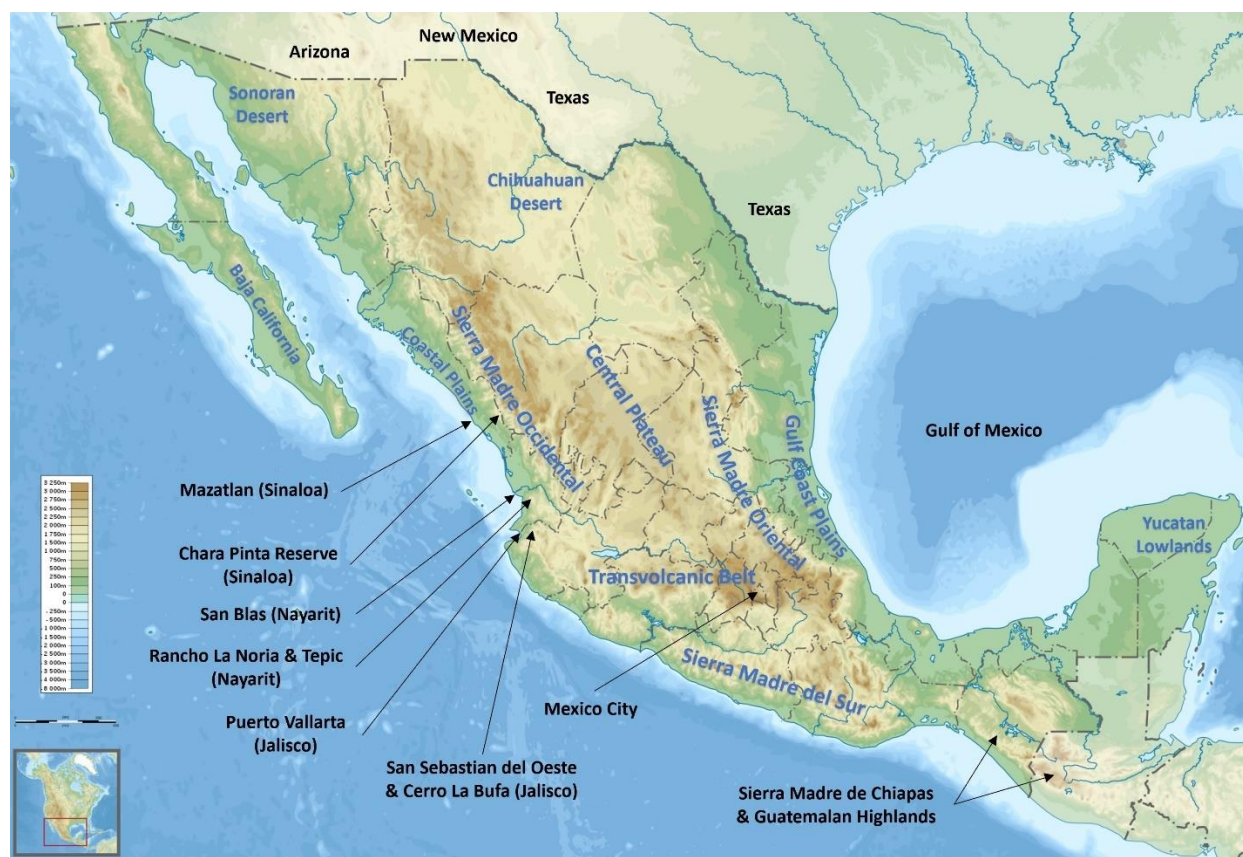 Arizona
New Mexico
Texas
Sonoran
Desert
Chihuahuan
Desert
Texas
Baja California
Coastal Plains
Sierra Madre Occidental
Central Plateau
Sierra Madre Oriental
Gulf Coast Plains
Gulf of Mexico
Yucatan
Lowlands
Transvolcanic Belt
Sierra Madre del Sur
Mazatlan (Sinaloa)
Chara Pinta Reserve
(Sinaloa)
San Blas (Nayarit)
Rancho La Noria & Tepic
(Nayarit)
Puerto Vallarta
(Jalisco)
San Sebastian del Oeste
& Cerro La Bufa (Jalisco)
Mexico City
Sierra Madre de Chiapas
& Guatemalan Highlands